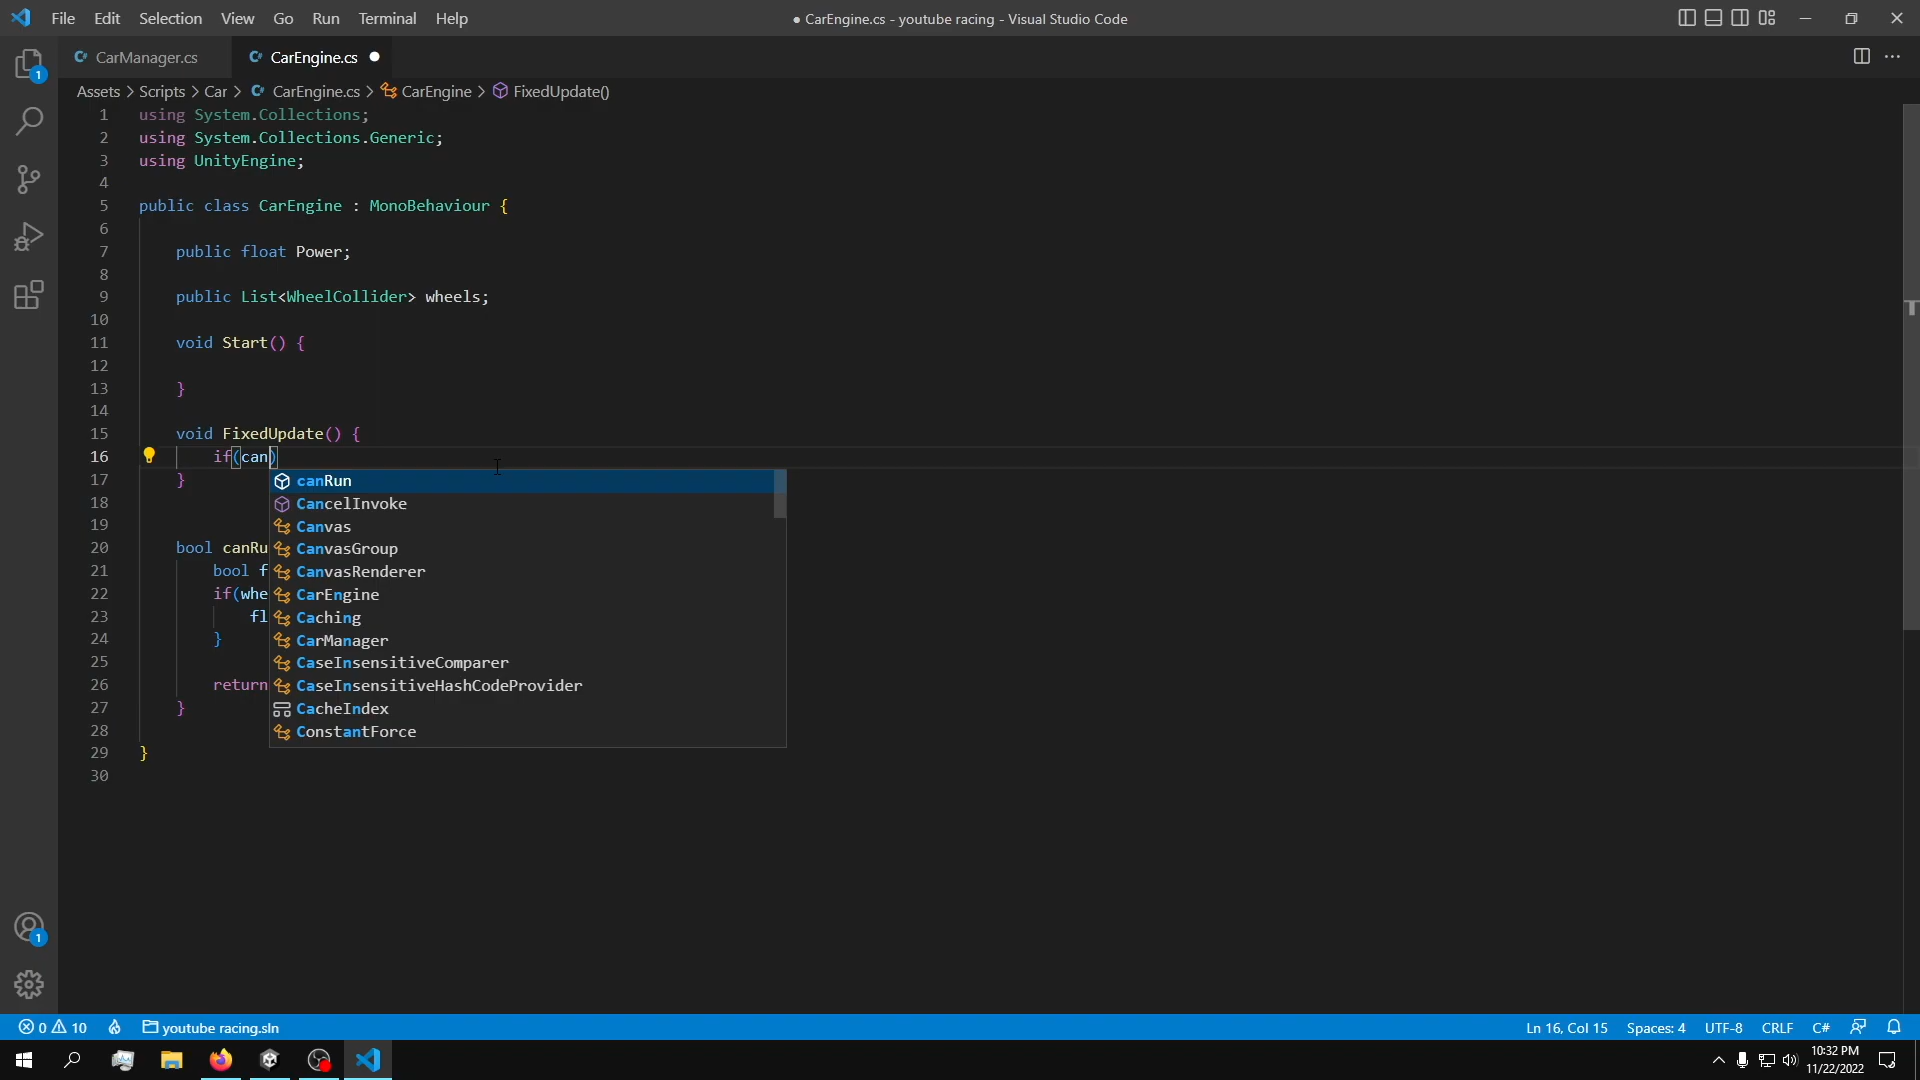 File Edit Selection View Go Run Terminal Help
● CarEngine.cs - youtube racing - Visual Studio Code
C# CarManager.cs
C# CarEngine.cs ●
Assets > Scripts > Car > C# CarEngine.cs > CarEngine > FixedUpdate()
1 using System.Collections;
2 using System.Collections.Generic;
3 using UnityEngine;
4
5 public class CarEngine : MonoBehaviour {
6
7 public float Power;
8
9 public List<WheelCollider> wheels;
10
11 void Start() {
12
13 }
14
15 void FixedUpdate() {
16 if(can)
17 }
18
19
20 bool canRu
21 bool f
22 if(whe
23 fl
24 }
25
26 return
27 }
28
29 }
30
canRun
CancelInvoke
Canvas
CanvasGroup
CanvasRenderer
CarEngine
Caching
CarManager
CaseInsensitiveComparer
CaseInsensitiveHashCodeProvider
CacheIndex
ConstantForce
1
1
0 10 youtube racing.sln
Ln 16, Col 15 Spaces: 4 UTF-8 CRLF C#
10:32 PM
11/22/2022